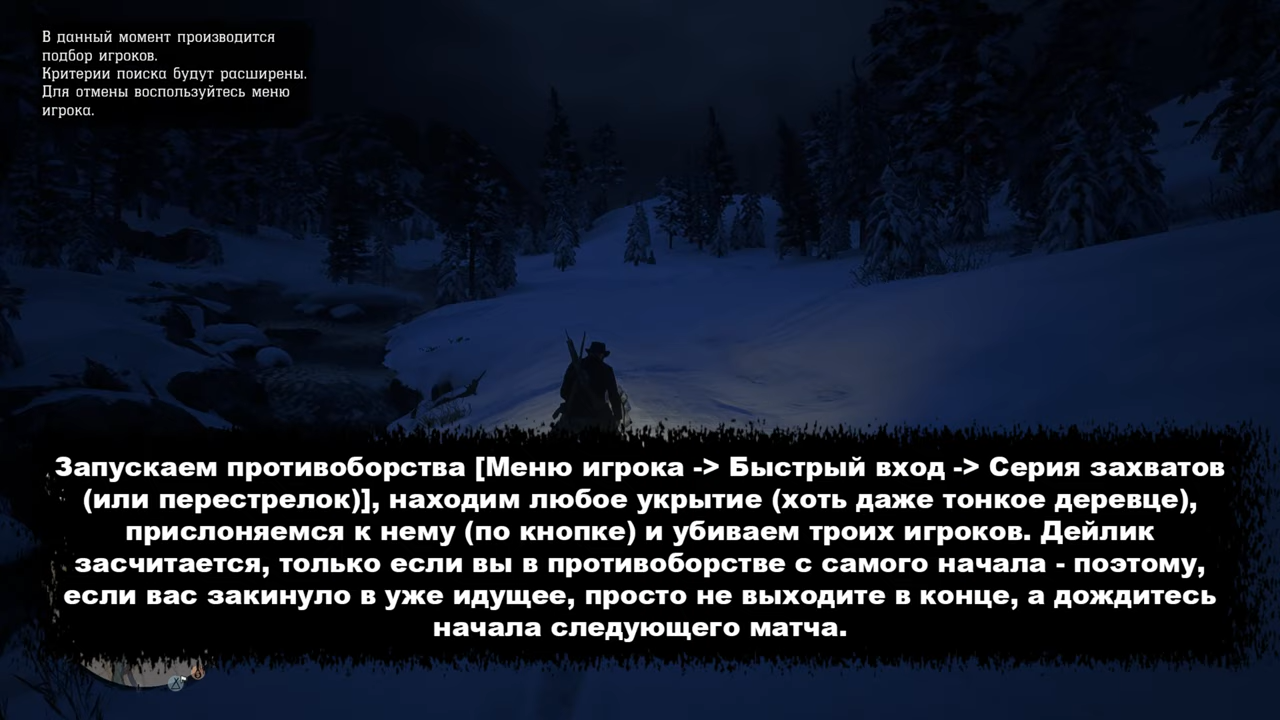 В данный момент производится
подбор игроков.
Критерии поиска будут расширены.
Для отмены воспользуйтесь меню
игрока.
Запускаем противоборства [Меню игрока -> Быстрый вход -> Серия захватов
(или перестрелок)], находим любое укрытие (хоть даже тонкое деревце),
прислоняемся к нему (по кнопке) и убиваем троих игроков. Дейлик
засчитается, только если вы в противоборстве с самого начала - поэтому,
если вас закинуло в уже идущее, просто не выходите в конце, а дождитесь
начала следующего матча.